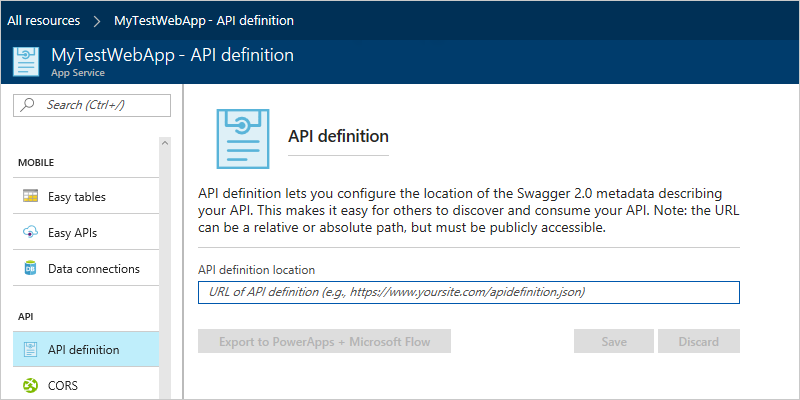 All resources > MyTestWebApp - API definition
MyTestWebApp - API definition
App Service
Search (Ctrl+/)
MOBILE
Easy tables
Easy APIs
Data connections
API
API definition
CORS
API definition
API definition lets you configure the location of the Swagger 2.0 metadata describing
your API. This makes it easy for others to discover and consume your API. Note: the URL
can be a relative or absolute path, but must be publicly accessible.
API definition location
URL of API definition (e.g., https://www.yoursite.com/apidefinition.json)
Export to PowerApps + Microsoft Flow
Save
Discard